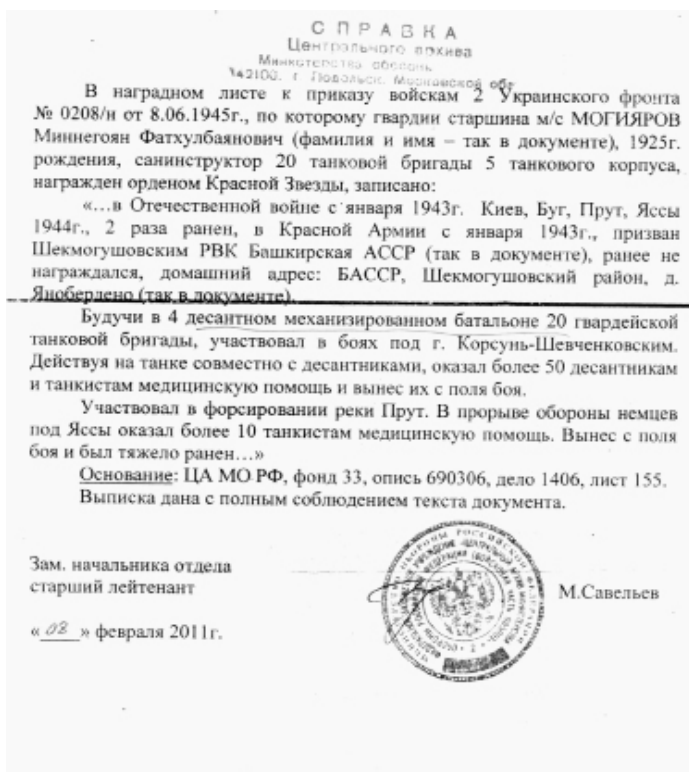 СПРАВКА
Центрального архива
Министерства обороны
142100, г. Подольск, Московской обл.
В наградном листе к приказу войскам 2 Украинского фронта
№ 0208/н от 8.06.1945г., по которому гвардии старшина м/с МОГИЯРОВ
Миннегоян Фатхулбаянович (фамилия и имя – так в документе), 1925г.
рождения, санинструктор 20 танковой бригады 5 танкового корпуса,
награжден орденом Красной Звезды, записано:
«…в Отечественной войне с января 1943г. Киев, Буг, Прут, Яссы
1944г., 2 раза ранен, в Красной Армии с января 1943г., призван
Шекмогушовским РВК Башкирская АССР (так в документе), ранее не
награждался, домашний адрес: БАССР, Шекмогушовский район, д.
Янобердено (так в документе).
Будучи в 4 десантном механизированном батальоне 20 гвардейской
танковой бригады, участвовал в боях под г. Корсунь-Шевченковским.
Действуя на танке совместно с десантниками, оказал более 50 десантникам
и танкистам медицинскую помощь и вынес их с поля боя.
Участвовал в форсировании реки Прут. В прорыве обороны немцев
под Яссы оказал более 10 танкистам медицинскую помощь. Вынес с поля
боя и был тяжело ранен…»
Основание: ЦА МО РФ, фонд 33, опись 690306, дело 1406, лист 155.
Выписка дана с полным соблюдением текста документа.
Зам. начальника отдела
старший лейтенант
М.Савельев
« 03 » февраля 2011г.